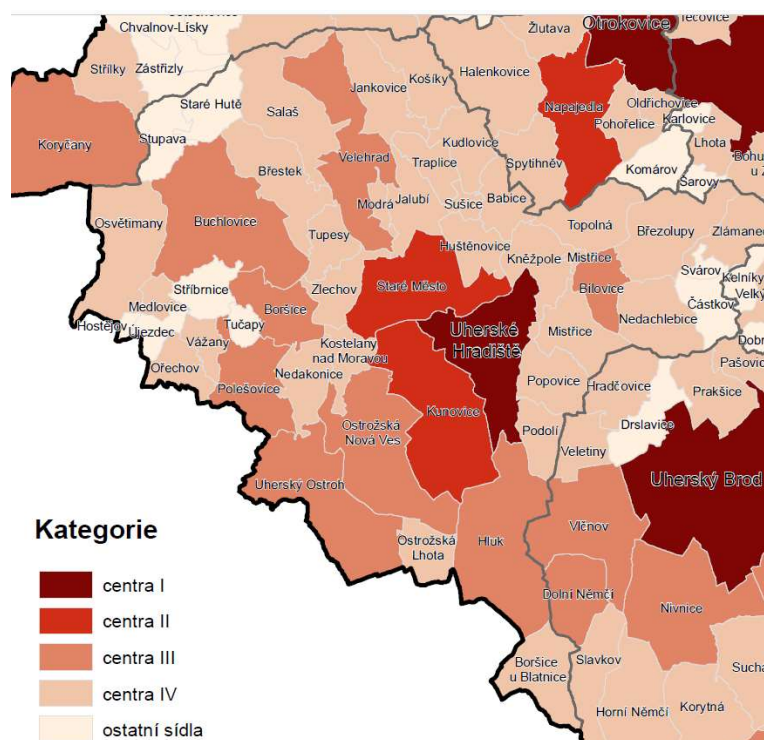 Otrokovice
Žlutava
Chvalnov-Lísky
Střílky
Zástřizly
Košíky
Halenkovice
Jankovice
Staré Hutě
Salaš
Napajedla
Oldřichovice
Karlovice
Koryčany
Stupava
Pohořelice
Lhota
Kudlovice
Velehrad
Traplice
Spytihněv
Břestek
Komárov
Šarovy
Modrá
Jalubí
Sušice
Babice
Osvětimany
Buchlovice
Topolná
Březolupy
Zlámanec
Tupesy
Huštěnovice
Kněžpole
Mistřice
Svárov
Kelníky
Stříbrnice
Zlechov
Staré Město
Bílovice
Částkov
Medlovice
Boršice
Nedachlebice
Hostějov
Újezdec
Tučapy
Uherské
Hradiště
Mistřice
Vážany
Kostelany
nad Moravou
Ořechov
Nedakonice
Popovice
Hradčovice
Prakšice
Polešovice
Kunovice
Ostrožská
Nová Ves
Podolí
Drslavice
Veletiny
Uherský Ostroh
Uherský Brod
Vlčnov
Kategorie
Ostrožská
Lhota
Hluk
centra I
Dolní Němčí
Nivnice
centra II
centra III
Boršice
u Blatnice
Slavkov
centra IV
Horní Němčí
Korytná
ostatní sídla